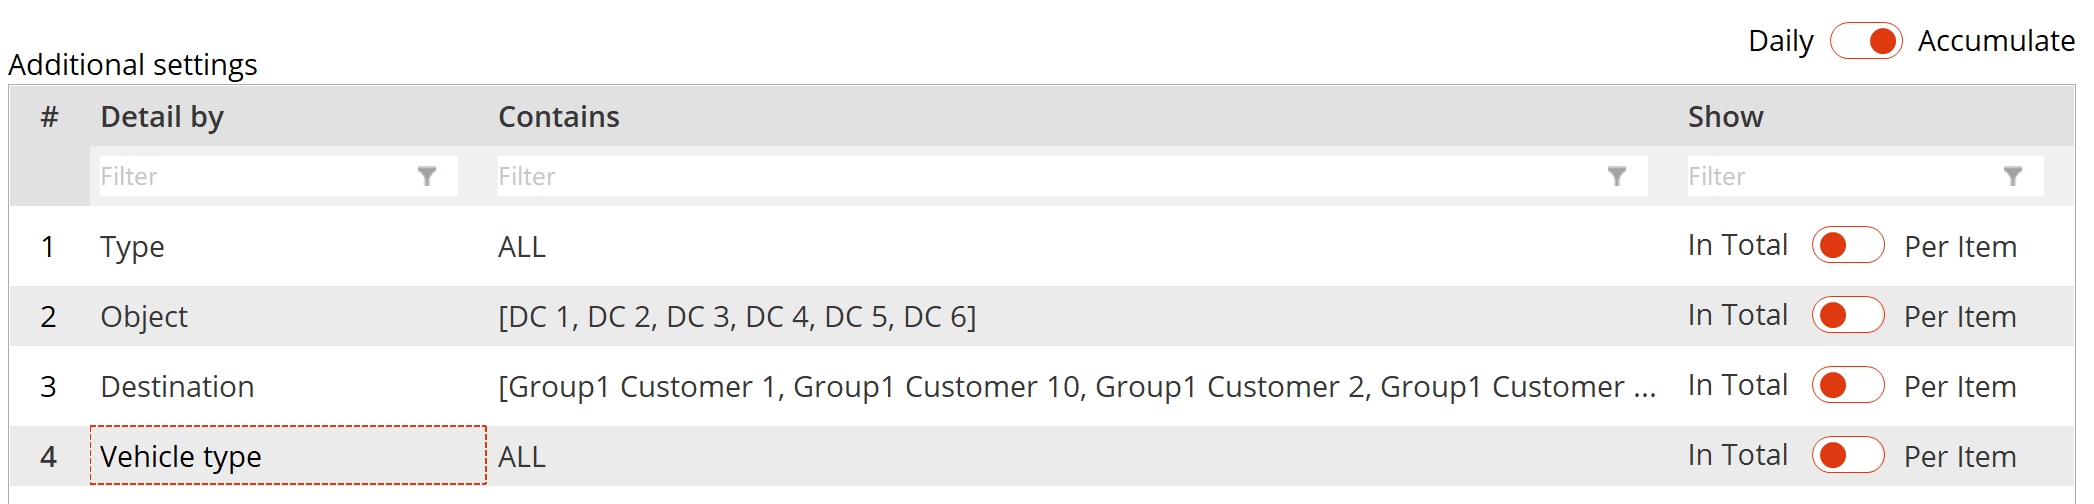 Daily Accumulate
Additional settings
# Detail by Contains Show
Filter Filter Filter
1 Type ALL In Total Per Item
2 Object [DC 1, DC 2, DC 3, DC 4, DC 5, DC 6] In Total Per Item
3 Destination [Group1 Customer 1, Group1 Customer 10, Group1 Customer 2, Group1 Customer ... In Total Per Item
4 Vehicle type ALL In Total Per Item